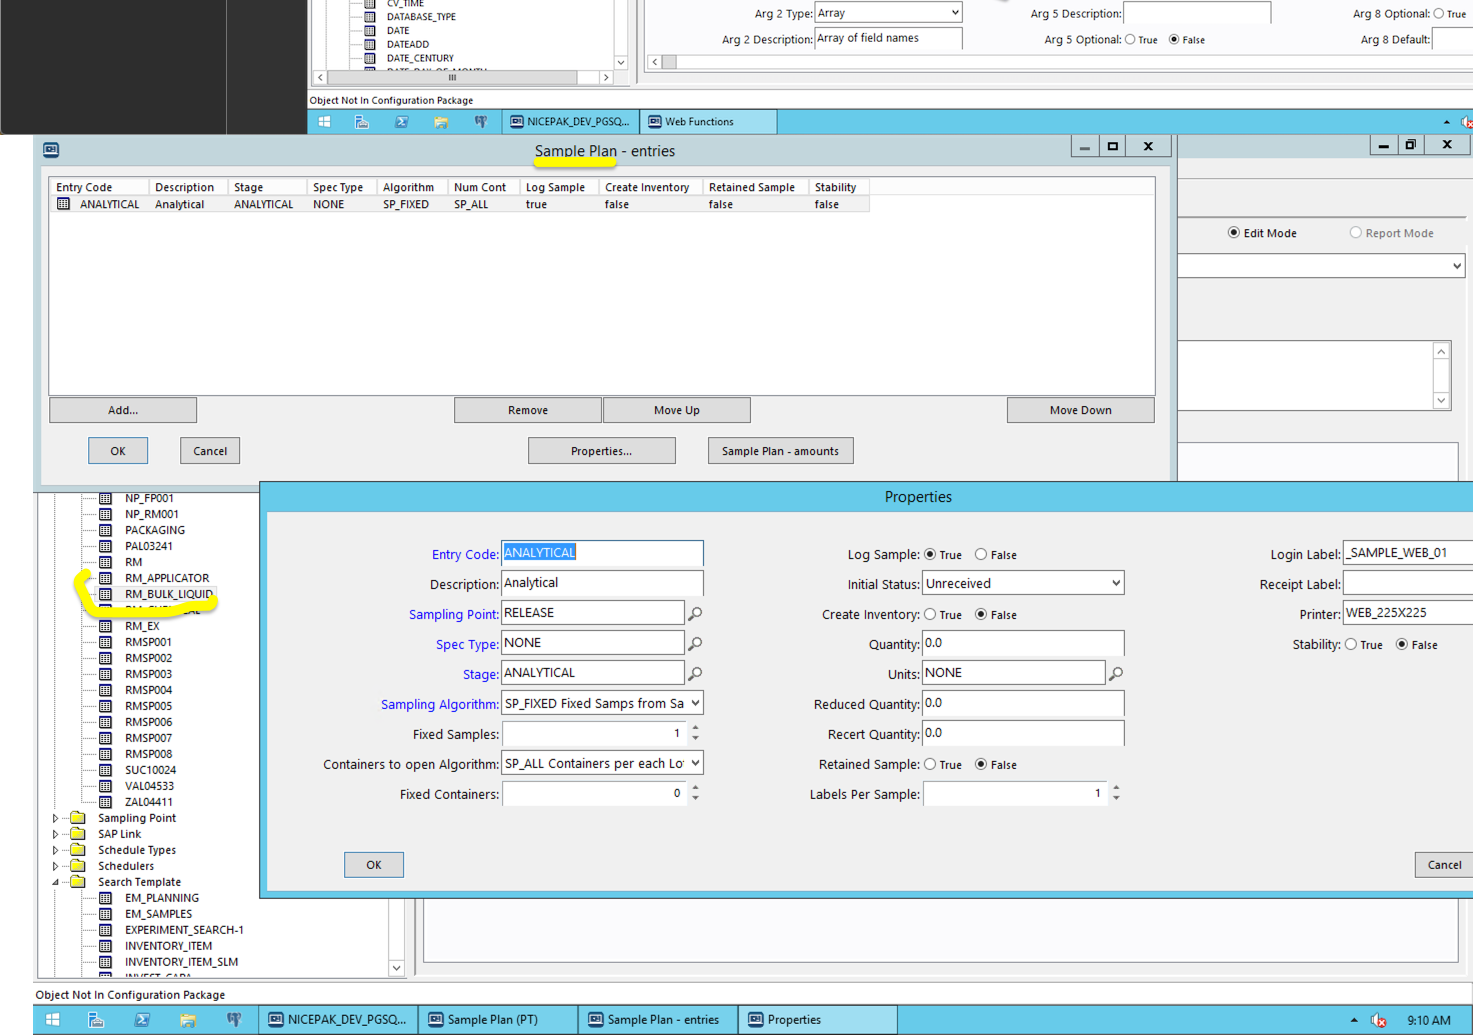 CV_TIME
DATABASE_TYPE
DATE
DATEADD
DATE_CENTURY
Arg 2 Type: Array
Arg 2 Description: Array of field names
Arg 5 Description:
Arg 5 Optional: True False
Arg 8 Optional: True
Arg 8 Default:
Object Not In Configuration Package
NICEPAK_DEV_PGSQ... Web Functions
Sample Plan - entries
Entry Code Description Stage Spec Type Algorithm Num Cont Log Sample Create Inventory Retained Sample Stability
ANALYTICAL Analytical ANALYTICAL NONE SP_FIXED SP_ALL true false false false
Edit Mode Report Mode
Add... Remove Move Up Move Down
OK Cancel Properties... Sample Plan - amounts
NP_FP001
NP_RM001
PACKAGING
PAL03241
RM
RM_APPLICATOR
RM_BULK_LIQUID
RM_EX
RMSP001
RMSP002
RMSP003
RMSP004
RMSP005
RMSP006
RMSP007
RMSP008
SUC10024
VAL04533
ZAL04411
Sampling Point
SAP Link
Schedule Types
Schedulers
Search Template
EM_PLANNING
EM_SAMPLES
EXPERIMENT_SEARCH-1
INVENTORY_ITEM
INVENTORY_ITEM_SLM
Properties
Entry Code: ANALYTICAL
Description: Analytical
Sampling Point: RELEASE
Spec Type: NONE
Stage: ANALYTICAL
Sampling Algorithm: SP_FIXED Fixed Samps from Sa
Fixed Samples: 1
Containers to open Algorithm: SP_ALL Containers per each Lo
Fixed Containers: 0
Log Sample: True False
Initial Status: Unreceived
Create Inventory: True False
Quantity: 0.0
Units: NONE
Reduced Quantity: 0.0
Recert Quantity: 0.0
Retained Sample: True False
Labels Per Sample: 1
Login Label: _SAMPLE_WEB_01
Receipt Label:
Printer: WEB_225X225
Stability: True False
OK Cancel
Object Not In Configuration Package
NICEPAK_DEV_PGSQ... Sample Plan (PT) Sample Plan - entries Properties 9:10 AM